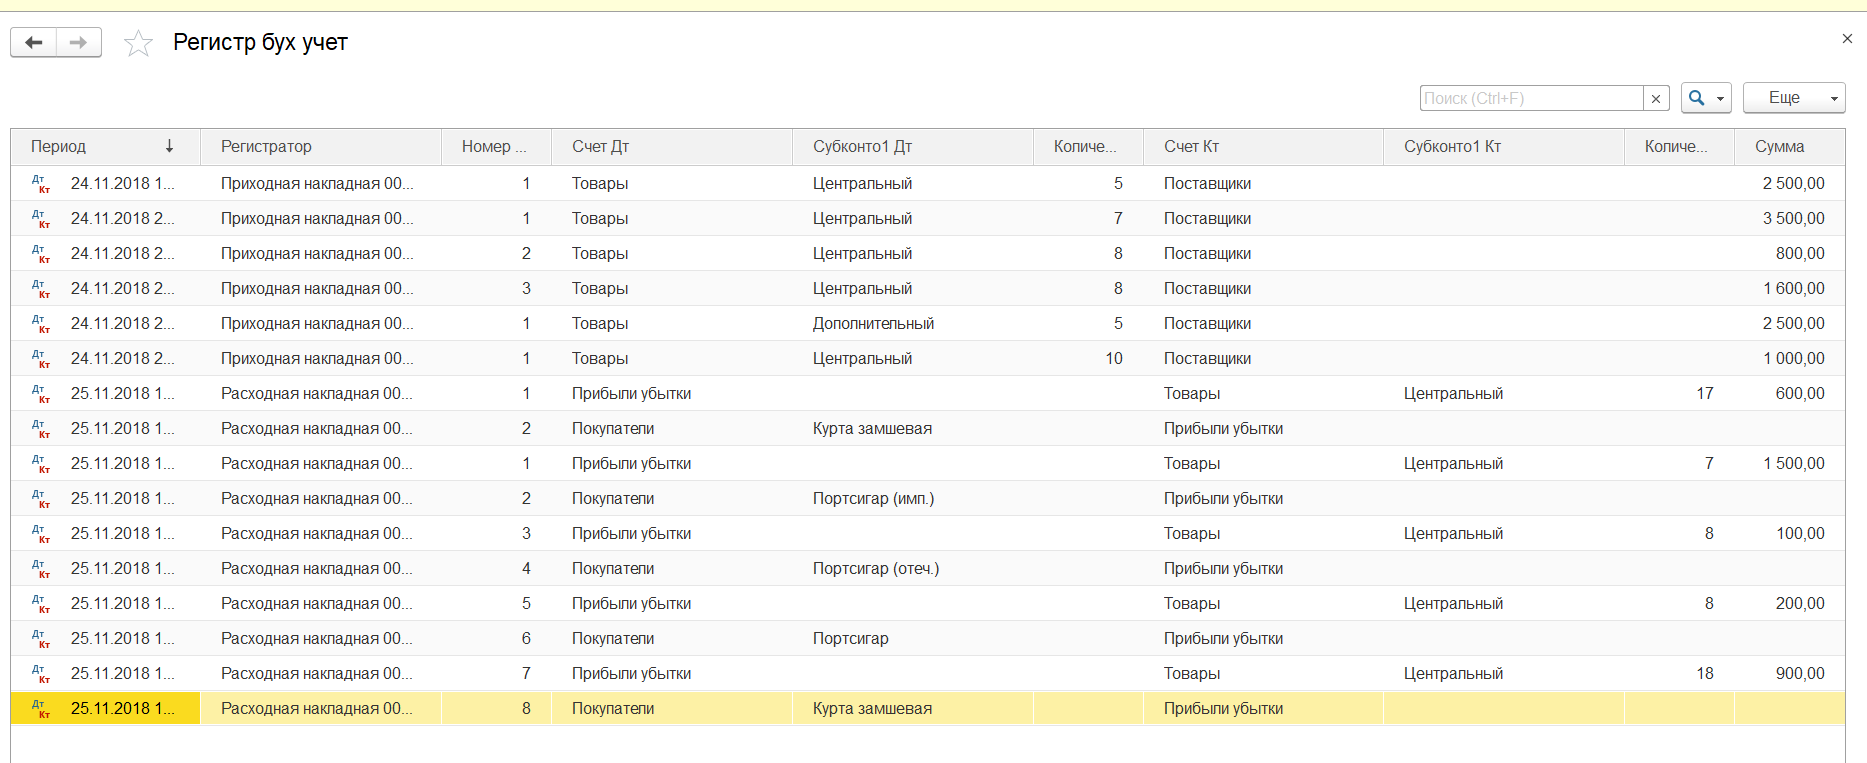 Регистр бух учет
Поиск (Ctrl+F) Еще
Период Регистратор Номер ... Счет Дт Субконто1 Дт Количе... Счет Кт Субконто1 Кт Количе... Сумма
Дт Кт 24.11.2018 1... Приходная накладная 00... 1 Товары Центральный 5 Поставщики 2 500,00
Дт Кт 24.11.2018 2... Приходная накладная 00... 1 Товары Центральный 7 Поставщики 3 500,00
Дт Кт 24.11.2018 2... Приходная накладная 00... 2 Товары Центральный 8 Поставщики 800,00
Дт Кт 24.11.2018 2... Приходная накладная 00... 3 Товары Центральный 8 Поставщики 1 600,00
Дт Кт 24.11.2018 2... Приходная накладная 00... 1 Товары Дополнительный 5 Поставщики 2 500,00
Дт Кт 24.11.2018 2... Приходная накладная 00... 1 Товары Центральный 10 Поставщики 1 000,00
Дт Кт 25.11.2018 1... Расходная накладная 00... 1 Прибыли убытки Товары Центральный 17 600,00
Дт Кт 25.11.2018 1... Расходная накладная 00... 2 Покупатели Курта замшевая Прибыли убытки
Дт Кт 25.11.2018 1... Расходная накладная 00... 1 Прибыли убытки Товары Центральный 7 1 500,00
Дт Кт 25.11.2018 1... Расходная накладная 00... 2 Покупатели Портсигар (имп.) Прибыли убытки
Дт Кт 25.11.2018 1... Расходная накладная 00... 3 Прибыли убытки Товары Центральный 8 100,00
Дт Кт 25.11.2018 1... Расходная накладная 00... 4 Покупатели Портсигар (отеч.) Прибыли убытки
Дт Кт 25.11.2018 1... Расходная накладная 00... 5 Прибыли убытки Товары Центральный 8 200,00
Дт Кт 25.11.2018 1... Расходная накладная 00... 6 Покупатели Портсигар Прибыли убытки
Дт Кт 25.11.2018 1... Расходная накладная 00... 7 Прибыли убытки Товары Центральный 18 900,00
Дт Кт 25.11.2018 1... Расходная накладная 00... 8 Покупатели Курта замшевая Прибыли убытки